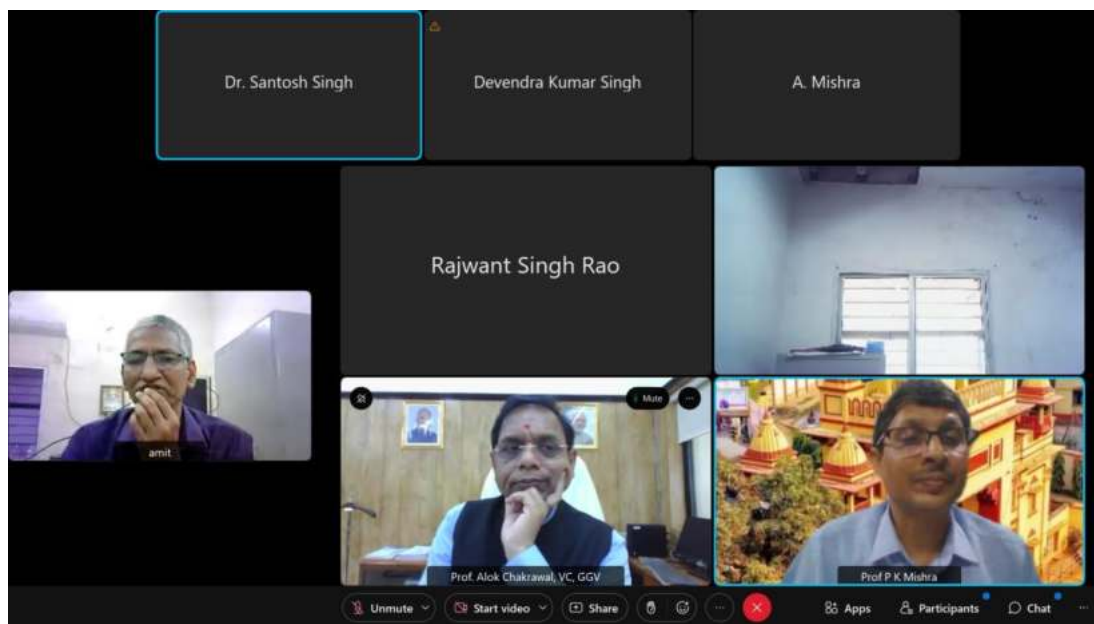 Dr. Santosh Singh
Devendra Kumar Singh
A. Mishra
Rajwant Singh Rao
amit
Mute
Prof. Alok Chakrawal, VC, GGV
Prof P K Mishra
Unmute
Start video
Share
Apps
Participants
Chat